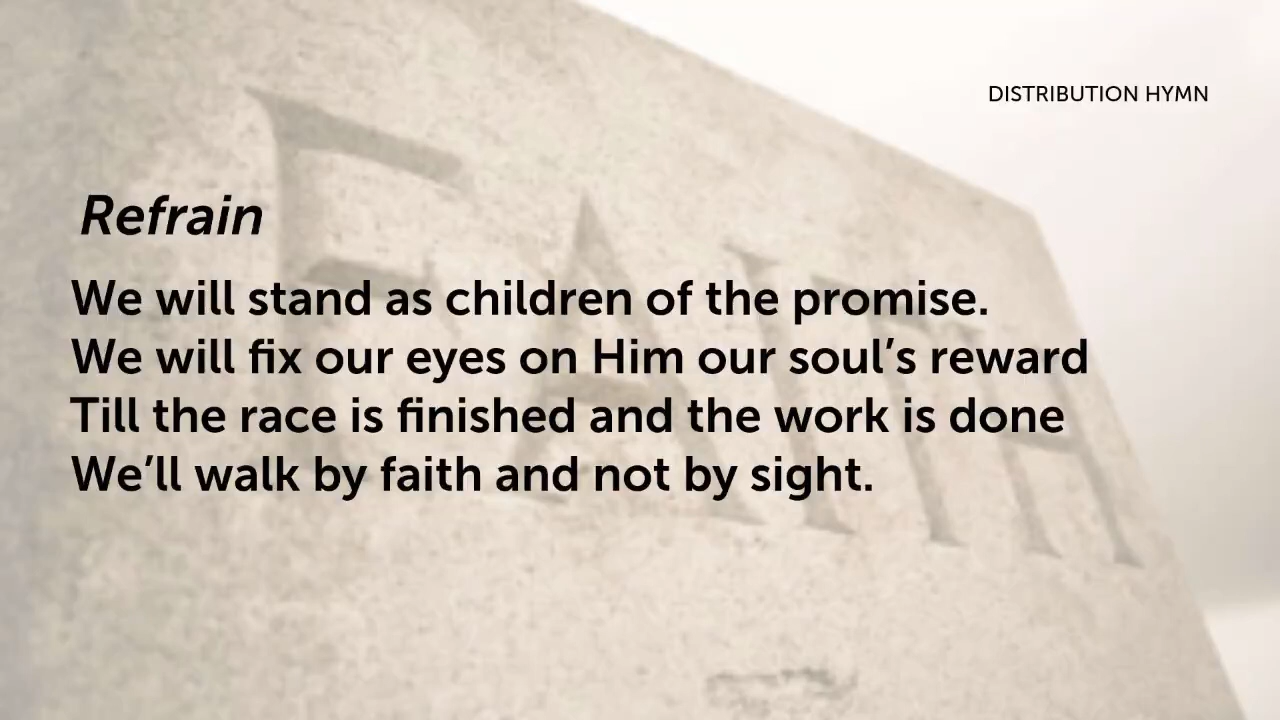 DISTRIBUTION HYMN
Refrain
We will stand as children of the promise.
We will fix our eyes on Him our soul’s reward
Till the race is finished and the work is done
We’ll walk by faith and not by sight.
FAITH